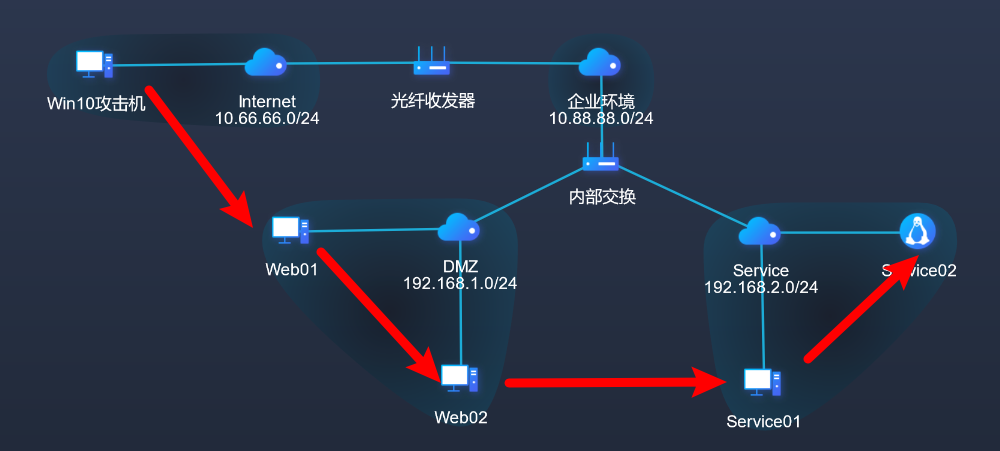 Win10攻击机
Internet
10.66.66.0/24
光纤收发器
企业环境
10.88.88.0/24
内部交换
Web01
DMZ
192.168.1.0/24
Service
192.168.2.0/24
Service02
Web02
Service01